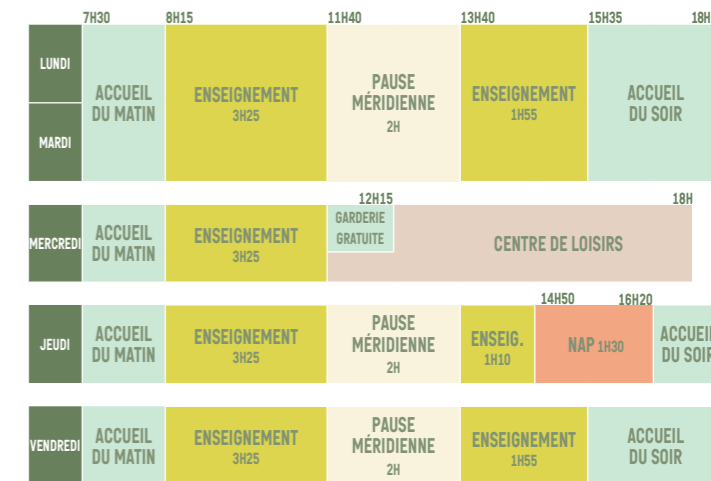 7H30 8H15 11H40 13H40 15H35 18H
LUNDI
MARDI
ACCUEIL
DU MATIN
ENSEIGNEMENT
3H25
PAUSE
MÉRIDIENNE
2H
ENSEIGNEMENT
1H55
ACCUEIL
DU SOIR
12H15 18H
MERCREDI
ACCUEIL
DU MATIN
ENSEIGNEMENT
3H25
GARDERIE
GRATUITE
CENTRE DE LOISIRS
14H50 16H20
JEUDI
ACCUEIL
DU MATIN
ENSEIGNEMENT
3H25
PAUSE
MÉRIDIENNE
2H
ENSEIG.
1H10
NAP 1H30
ACCUEIL
DU SOIR
VENDREDI
ACCUEIL
DU MATIN
ENSEIGNEMENT
3H25
PAUSE
MÉRIDIENNE
2H
ENSEIGNEMENT
1H55
ACCUEIL
DU SOIR